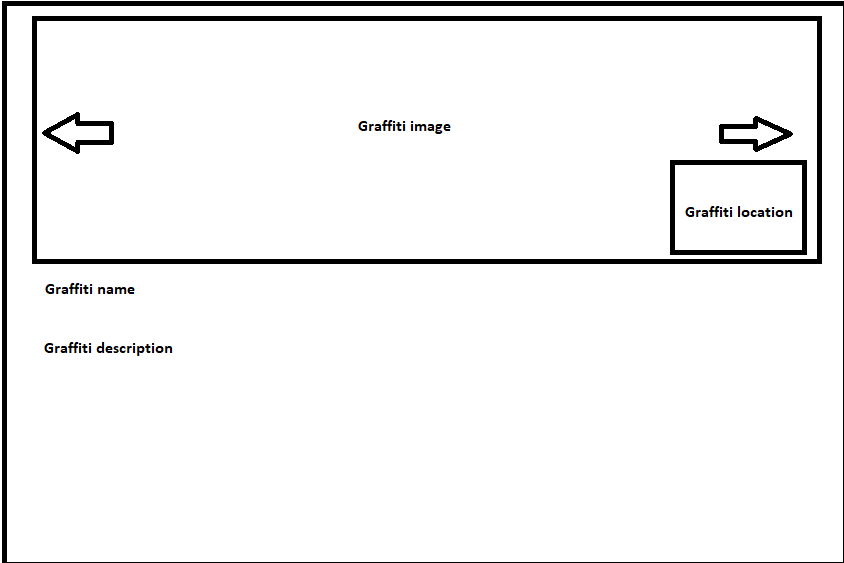 Graffiti image
Graffiti location
Graffiti name
Graffiti description